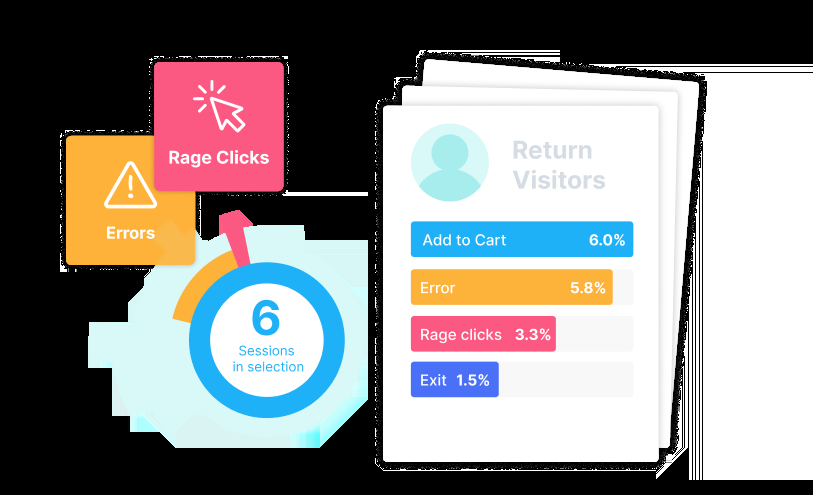 Rage Clicks
Errors
6
Sessions
in selection
Return
Visitors
Add to Cart 6.0%
Error 5.8%
Rage clicks 3.3%
Exit 1.5%